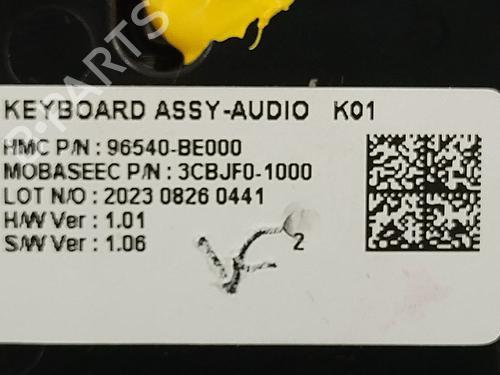 KEYBOARD ASSY-AUDIO K01
HMC P/N : 96540-BE000
MOBASEEC P/N : 3CBJF0-1000
LOT N/O : 2023 0826 0441
H/W Ver : 1.01
S/W Ver : 1.06
2
B-PARTS